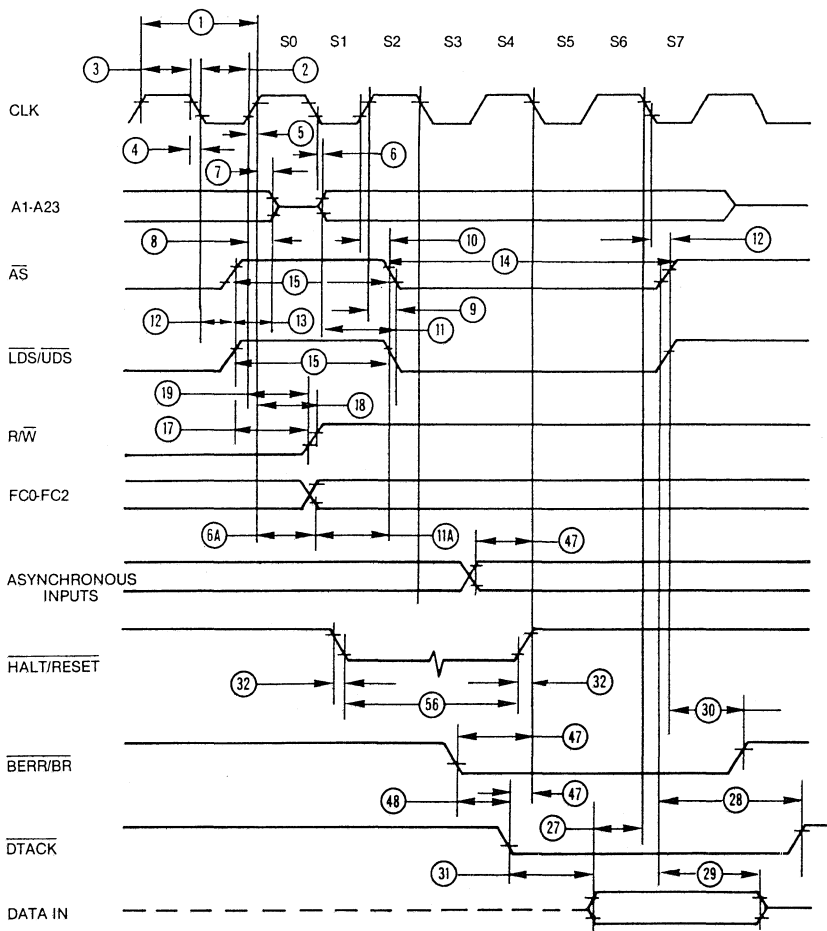 1
S0 S1 S2 S3 S4 S5 S6 S7
3 2
CLK
4 5
6
7
A1-A23
8 10 12
AS
14
15
9
12 13 11
LDS/UDS
15
19
18
17
R/W
FC0-FC2
6A 11A 47
ASYNCHRONOUS
INPUTS
HALT/RESET
32 32
56
30
47
BERR/BR
48 47 28
27
DTACK
31 29
DATA IN